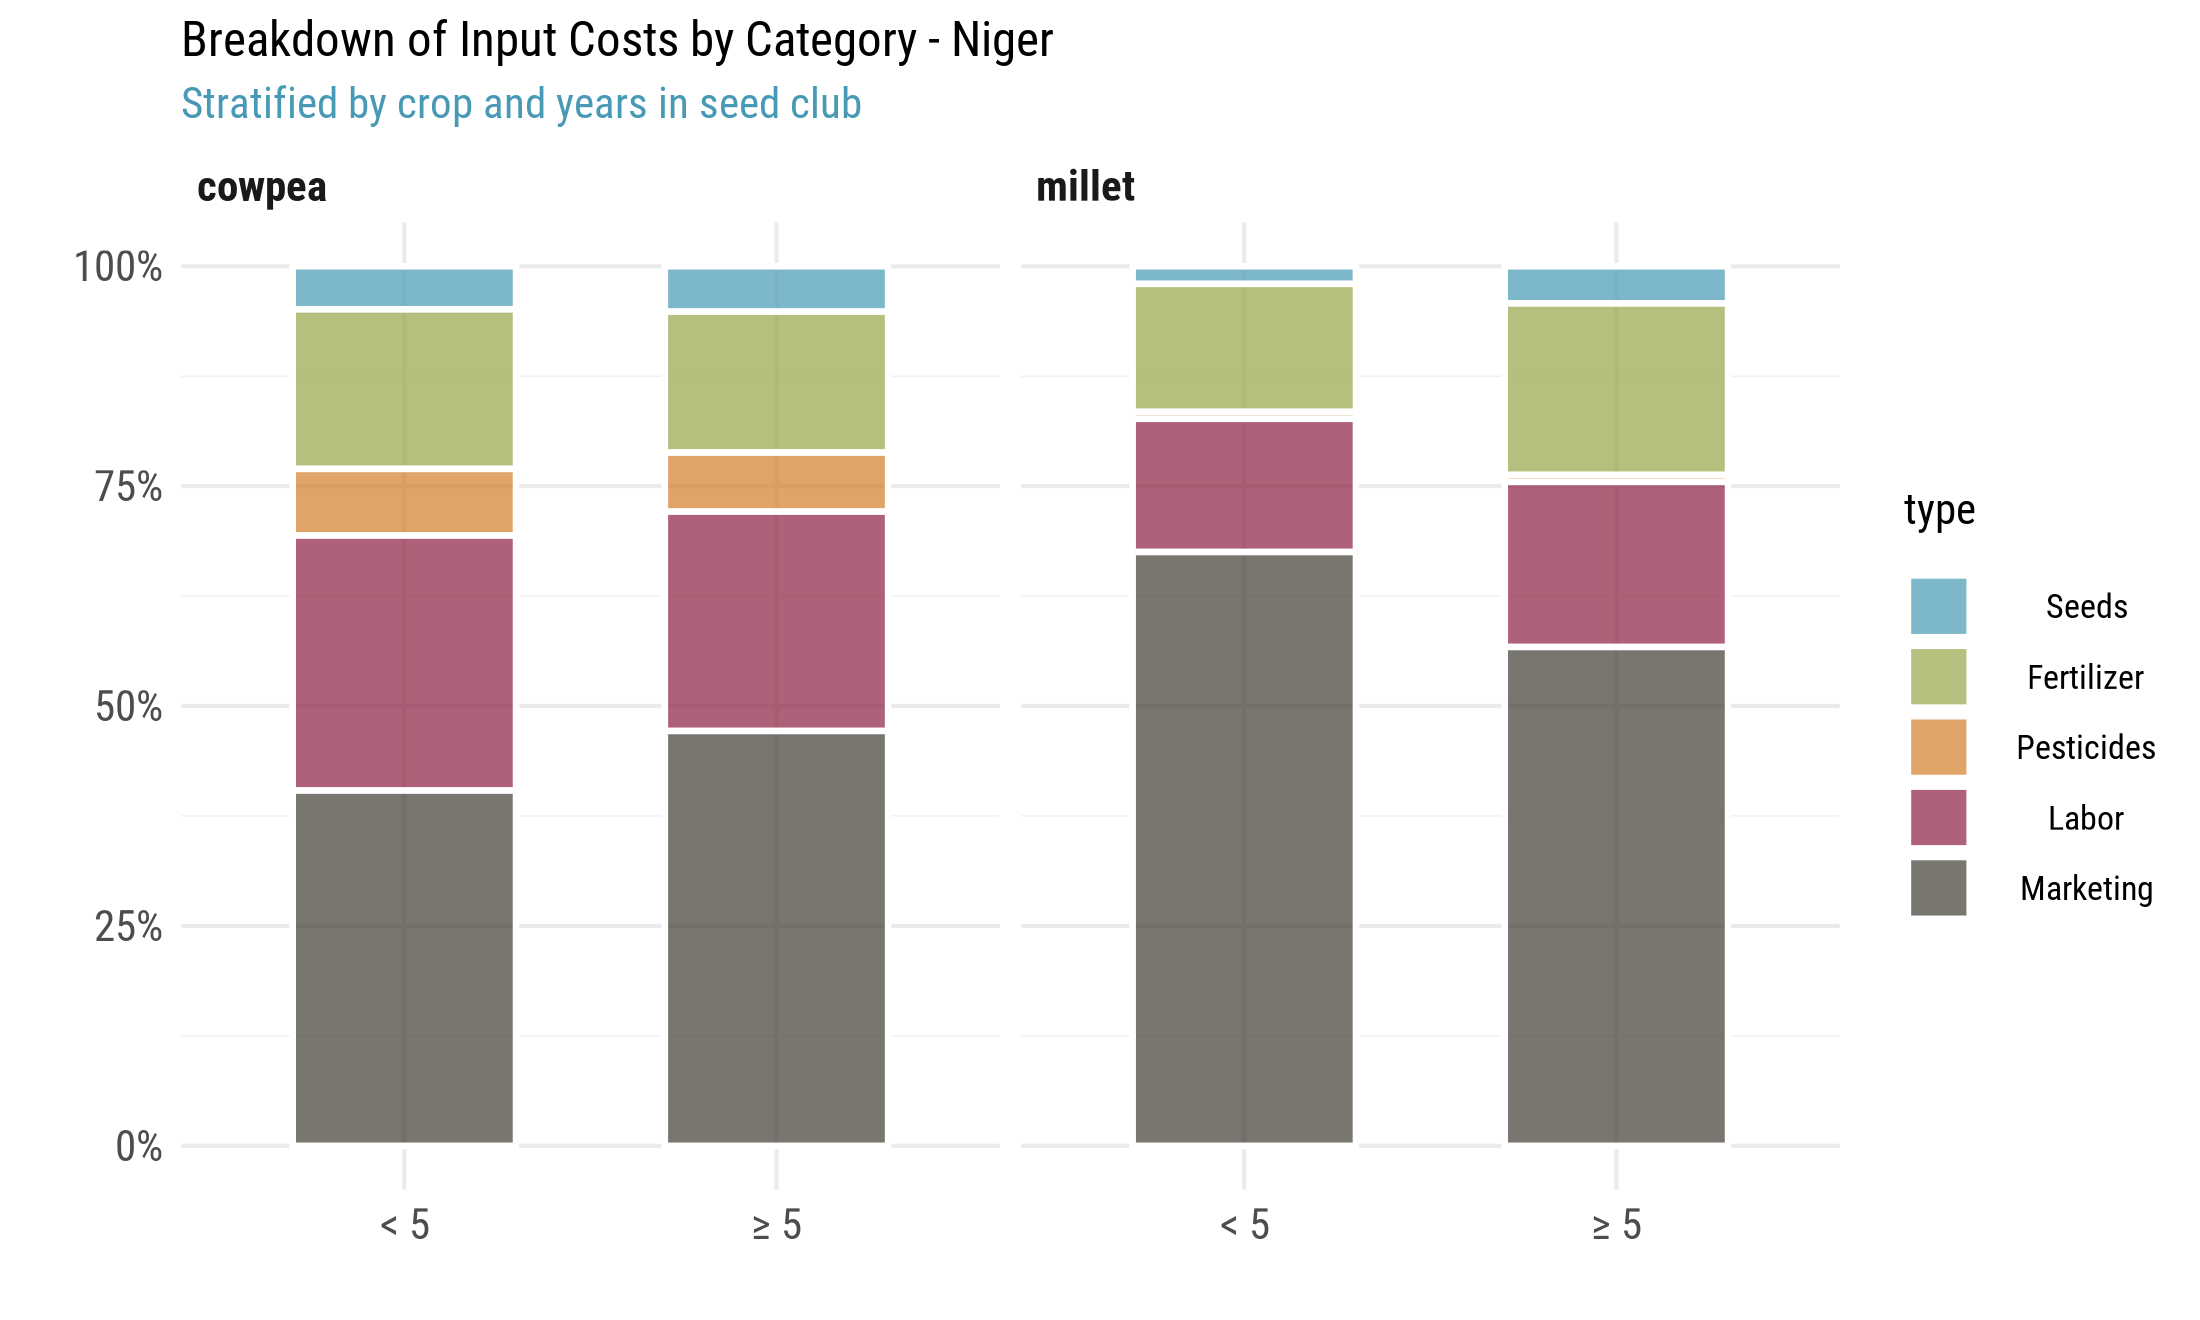 Breakdown of Input Costs by Category - Niger
Stratified by crop and years in seed club
cowpea
millet
100%
75%
50%
25%
0%
< 5
≥ 5
< 5
≥ 5
type
Seeds
Fertilizer
Pesticides
Labor
Marketing